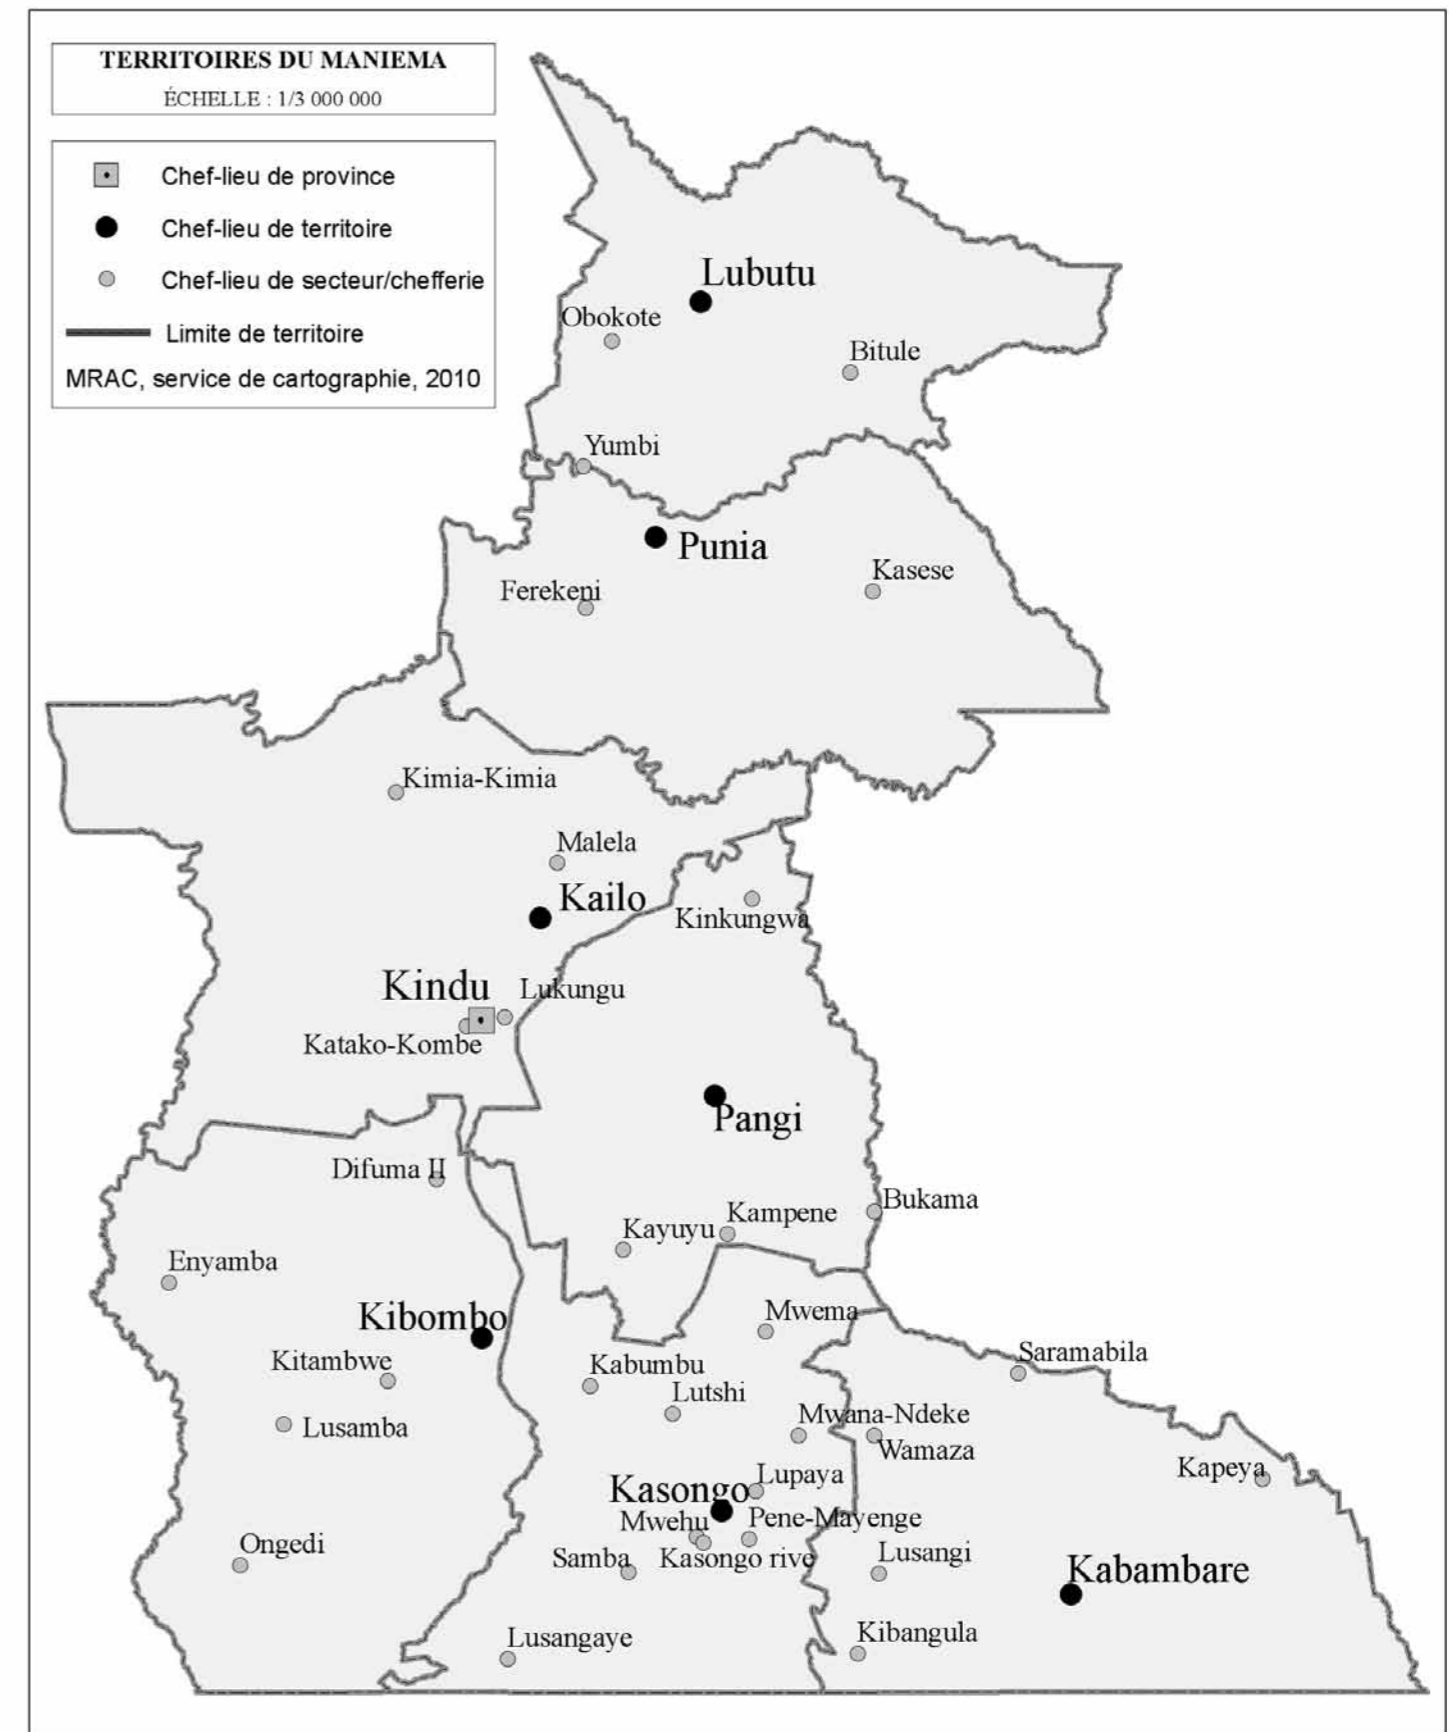 TERRITOIRES DU MANIEMA
ÉCHELLE : 1/3 000 000
Chef-lieu de province
Chef-lieu de territoire
Chef-lieu de secteur/chefferie
Limite de territoire
MRAC, service de cartographie, 2010
Lubutu
Obokote
Bitule
Yumbi
Punia
Kasese
Ferekeni
Kimia-Kimia
Malela
Kailo
Kinkungwa
Kindu
Lukungu
Katako-Kombe
Pangi
Difuma II
Bukama
Kampene
Kayuyu
Enyamba
Mwema
Kibombo
Saramabila
Kitambwe
Kabumbu
Lutshi
Mwana-Ndeke
Lusamba
Wamaza
Kapeya
Lupaya
Kasongo
Mwehu
Pene-Mayenge
Ongedi
Samba
Kasongo rive
Lusangi
Kabambare
Lusangaye
Kibangula